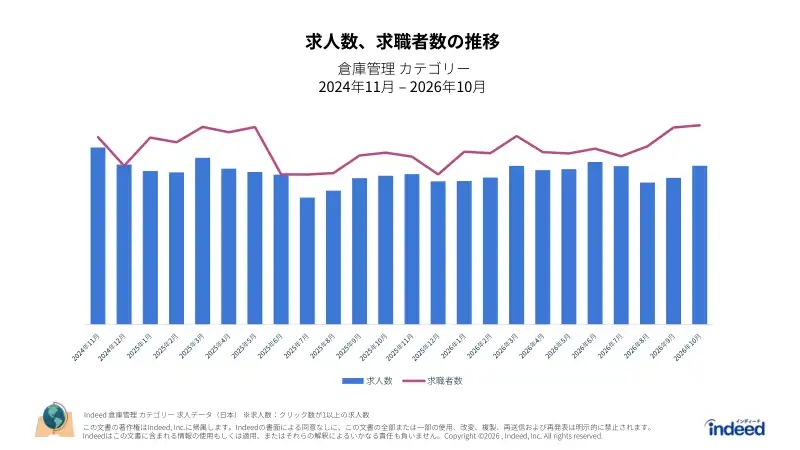 求人数、求職者数の推移
倉庫管理 カテゴリー
2024年11月 – 2026年10月
2024年11月
2024年12月
2025年1月
2025年2月
2025年3月
2025年4月
2025年5月
2025年6月
2025年7月
2025年8月
2025年9月
2025年10月
2025年11月
2025年12月
2026年1月
2026年2月
2026年3月
2026年4月
2026年5月
2026年6月
2026年7月
2026年8月
2026年9月
2026年10月
求人数 求職者数
Indeed 倉庫管理 カテゴリー 求人データ（日本） ※求人数：クリック数が1以上の求人数
この文書の著作権はIndeed, Inc.に帰属します。Indeedの書面による同意なしに、この文書の全部または一部の使用、改変、複製、再送信および再発表は明示的に禁止されます。
Indeedはこの文書に含まれる情報の使用もしくは適用、またはそれらの解釈によるいかなる責任も負いません。Copyright ©2026 , Indeed, Inc. All rights reserved.
インディード
indeed